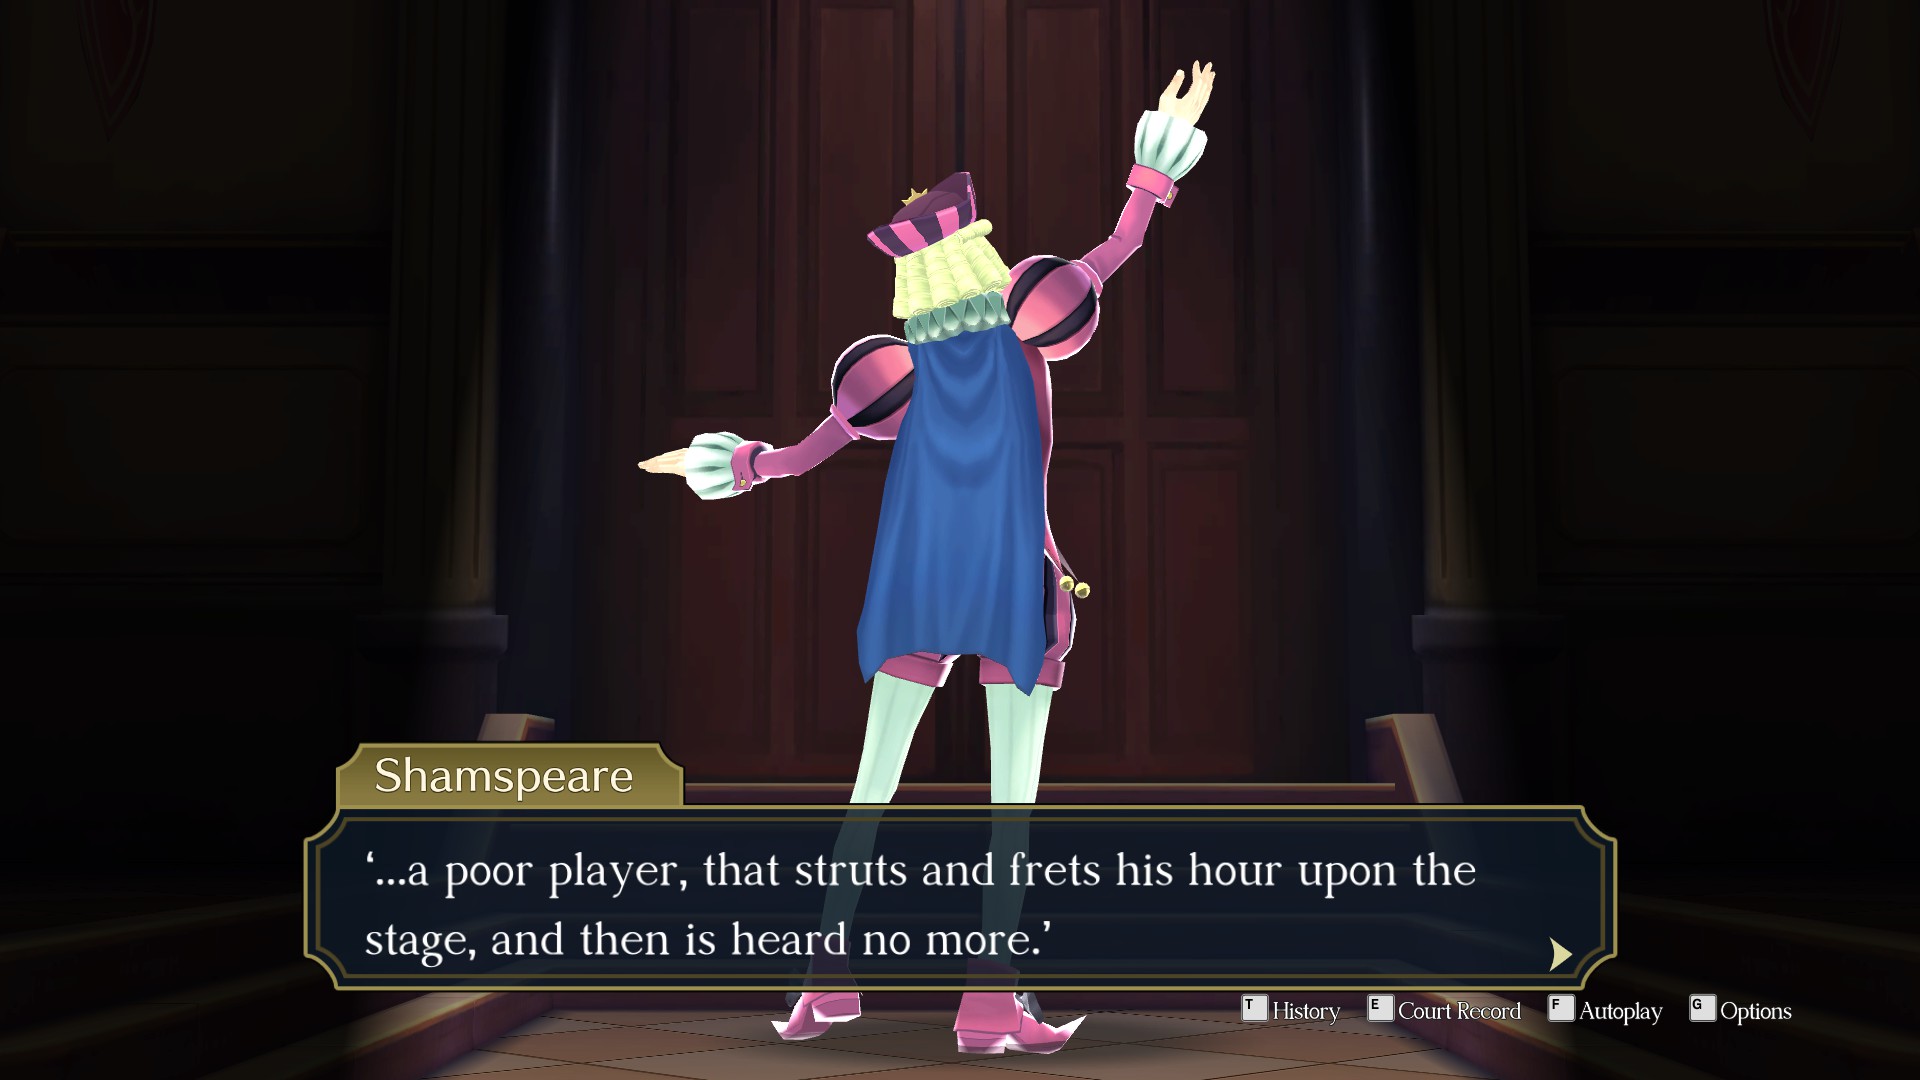 Shamspeare
‘...a poor player, that struts and frets his hour upon the
stage, and then is heard no more.’
T History E Court Record F Autoplay G Options